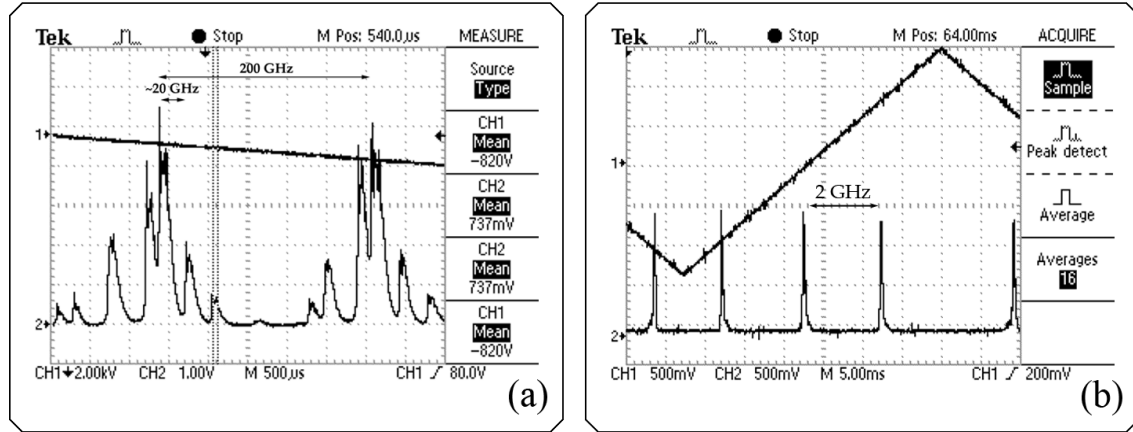 Tek Stop M Pos: 540.0µs MEASURE
200 GHz
~20 GHz
Source
Type
1
CH1
Mean
-820V
CH2
Mean
737mV
CH2
Mean
737mV
CH1
Mean
-820V
2
CH1 2.00kV CH2 1.00V M 500µs CH1 80.0V
(a)
Tek Stop M Pos: 64.00ms ACQUIRE
Sample
Peak detect
1
2 GHz
Average
Averages
16
2
CH1 500mV CH2 500mV M 5.00ms CH1 200mV
(b)